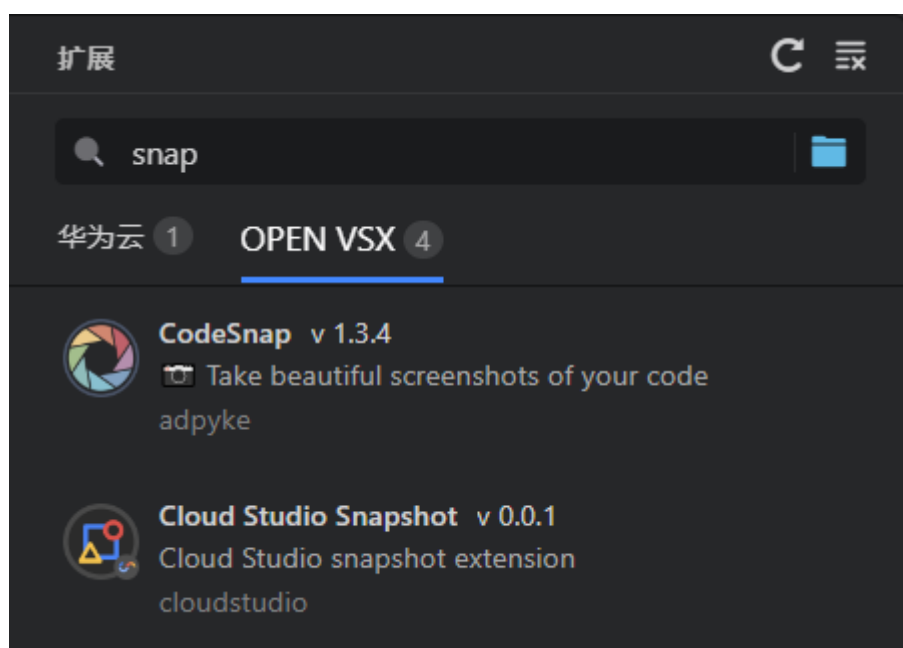 扩展
snap
华为云 1 OPEN VSX 4
CodeSnap v 1.3.4
📷 Take beautiful screenshots of your code
adpyke
Cloud Studio Snapshot v 0.0.1
Cloud Studio snapshot extension
cloudstudio